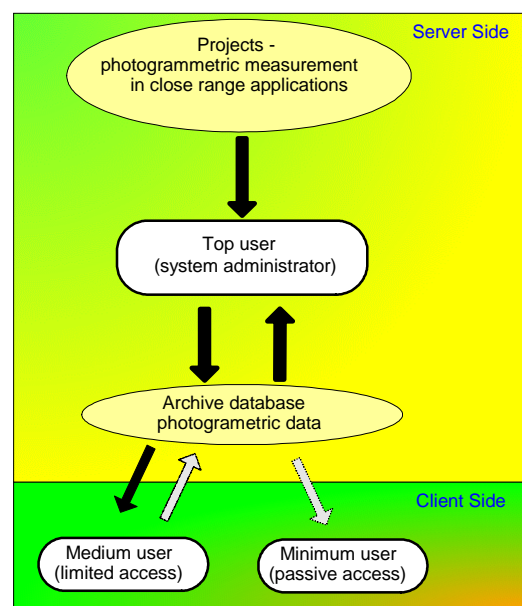 Server Side
Projects -
photogrammetric measurement
in close range applications
Top user
(system administrator)
Archive database
photogrametric data
Client Side
Medium user
(limited access)
Minimum user
(passive access)